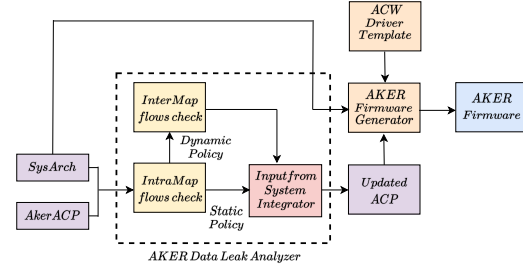 ACW
Driver
Template
InterMap
flows check
AKER
Firmware
Generator
AKER
Firmware
Dynamic
Policy
SysArch
IntraMap
flows check
Input from
System
Integrator
Updated
ACP
AkerACP
Static
Policy
AKER Data Leak Analyzer